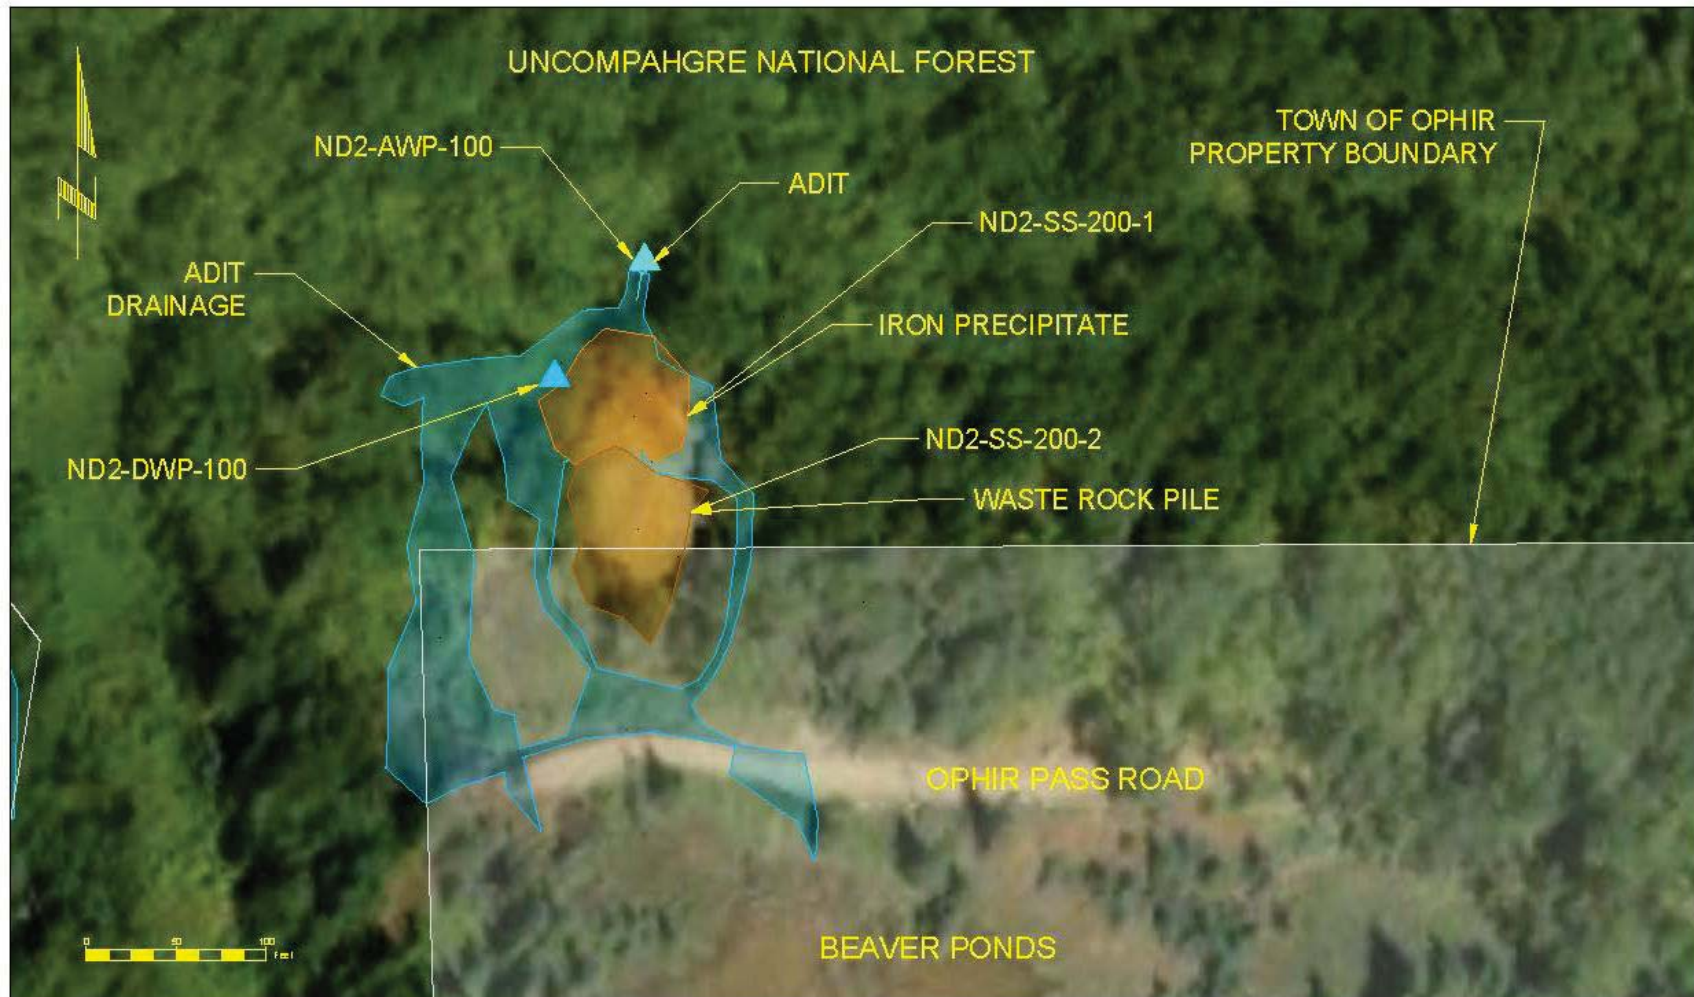 UNCOMPAHGRE NATIONAL FOREST
TOWN OF OPHIR
PROPERTY BOUNDARY
ND2-AWP-100
ADIT
ND2-SS-200-1
ADIT
DRAINAGE
IRON PRECIPITATE
ND2-SS-200-2
ND2-DWP-100
WASTE ROCK PILE
OPHIR PASS ROAD
BEAVER PONDS
0 50 100
Feet